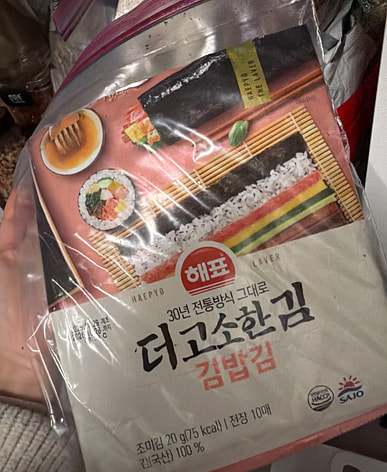 HAEPYO
THE LAVER
해표
HAEPYO LAVER
30년 전통방식 그대로
더 고소한 김
김밥김
조미김 20 g(75 kcal) | 전장 10매
김(국산) 100 %
HACCP
SAJO